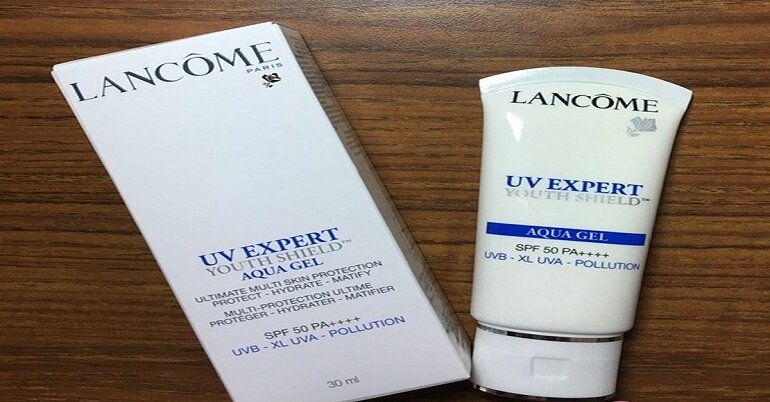 LANCÔME
PARIS
UV EXPERT
YOUTH SHIELD™
AQUA GEL
ULTIMATE MULTI SKIN PROTECTION
PROTECT - HYDRATE - MATIFY
MULTI-PROTECTION ULTIME
PROTÉGER - HYDRATER - MATIFIER
SPF 50 PA++++
UVB - XL UVA - POLLUTION
30 ml
LANCÔME
UV EXPERT
YOUTH SHIELD™
AQUA GEL
SPF 50 PA++++
UVB - XL UVA - POLLUTION